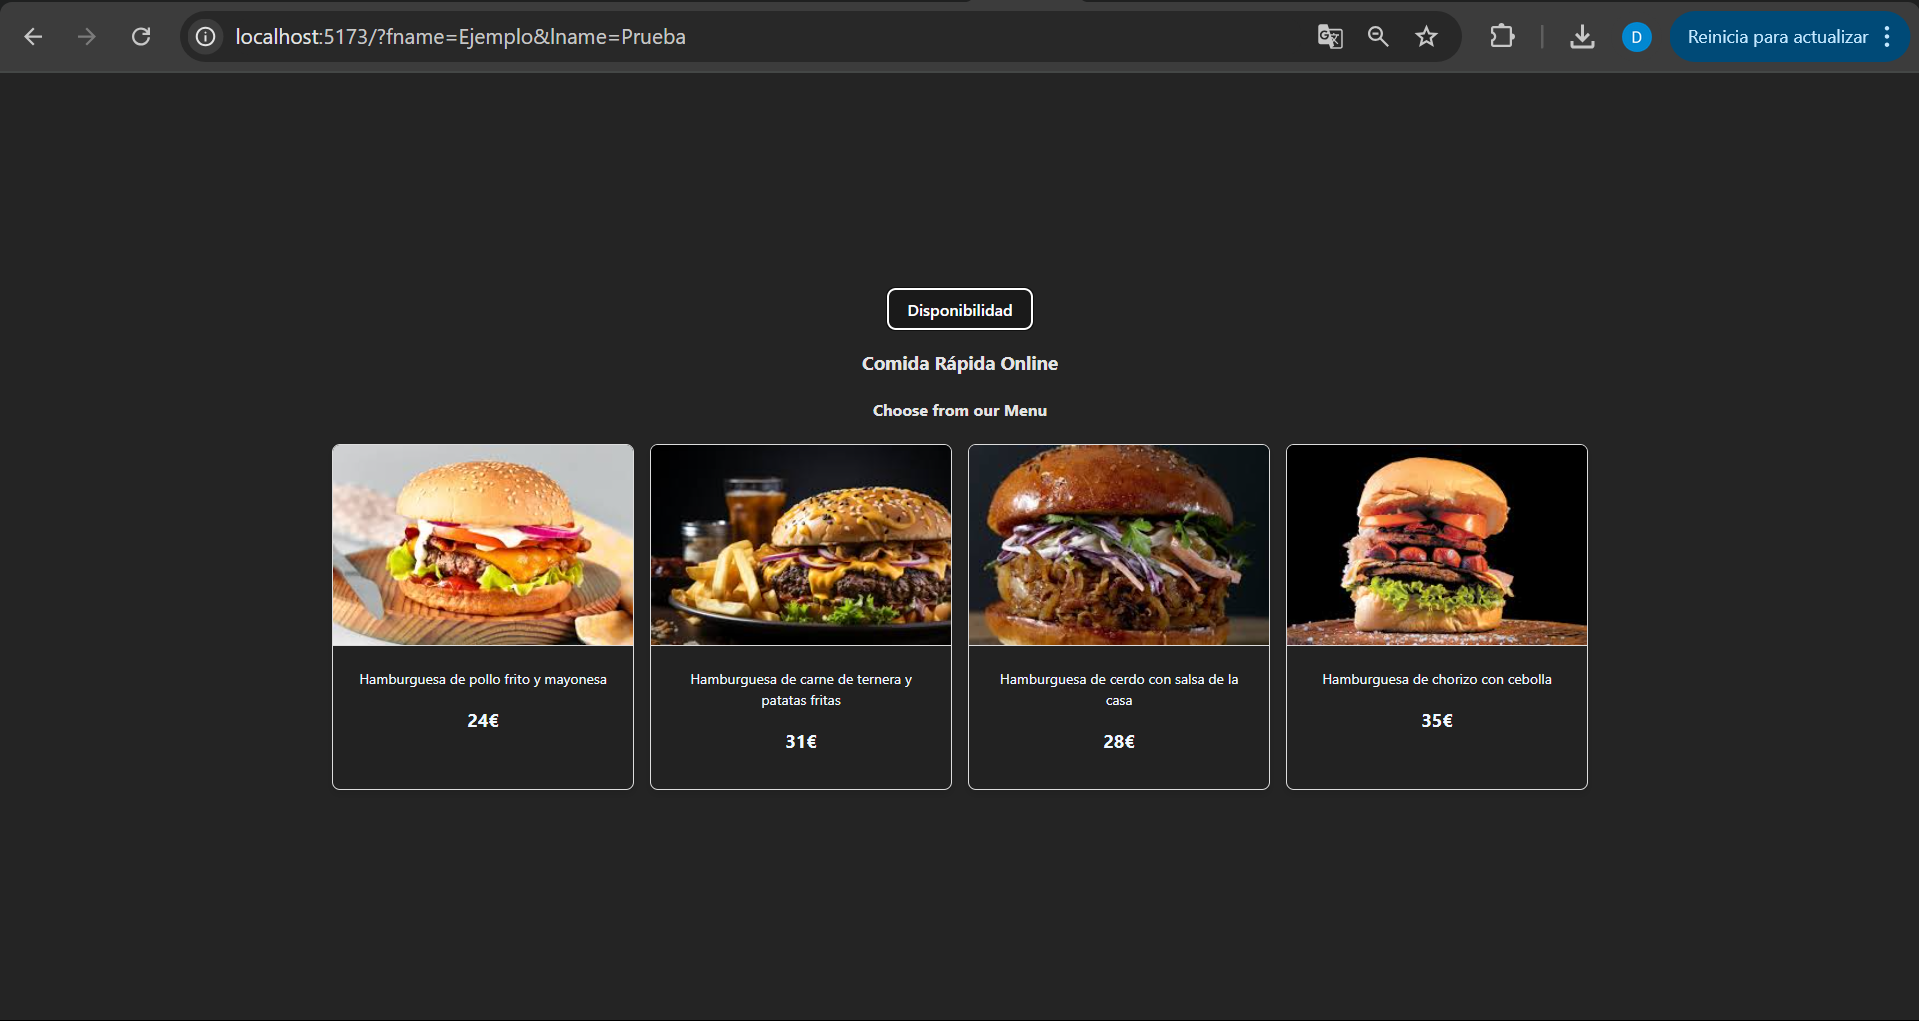 localhost:5173/?fname=Ejemplo&lname=Prueba
D
Reinicia para actualizar
Disponibilidad
Comida Rápida Online
Choose from our Menu
Hamburguesa de pollo frito y mayonesa
24€
Hamburguesa de carne de ternera y
patatas fritas
31€
Hamburguesa de cerdo con salsa de la
casa
28€
Hamburguesa de chorizo con cebolla
35€